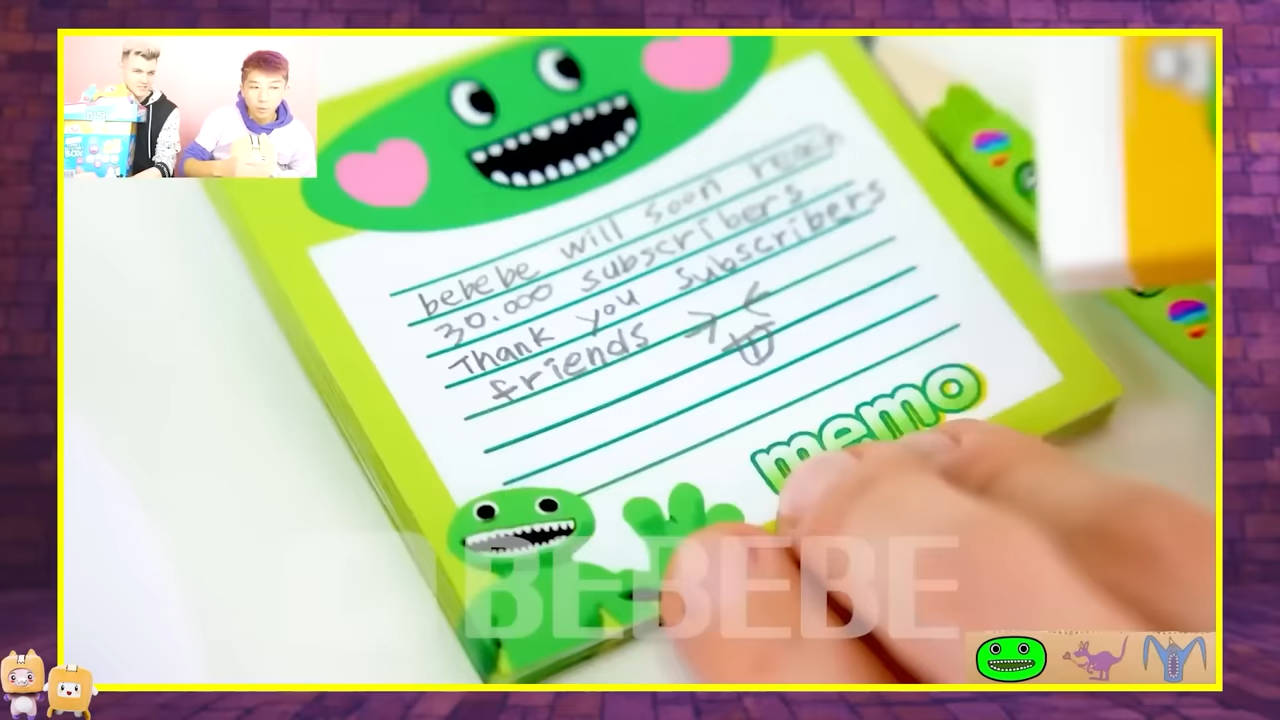 bebebe will soon reach
30.000 subscribers
Thank you subscribers
friends ><
memo
BEBEBE